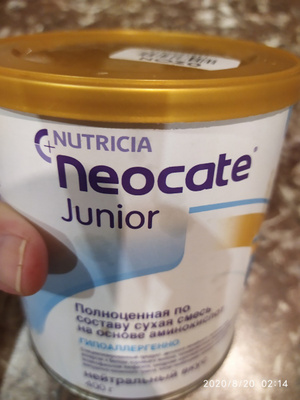 NUTRICIA
neocate
Junior
Полноценная по
составу сухая смесь
на основе аминокислот
ГИПОАЛЛЕРГЕННО
нейтральный вкус
400 г
2020/8/20 02:14